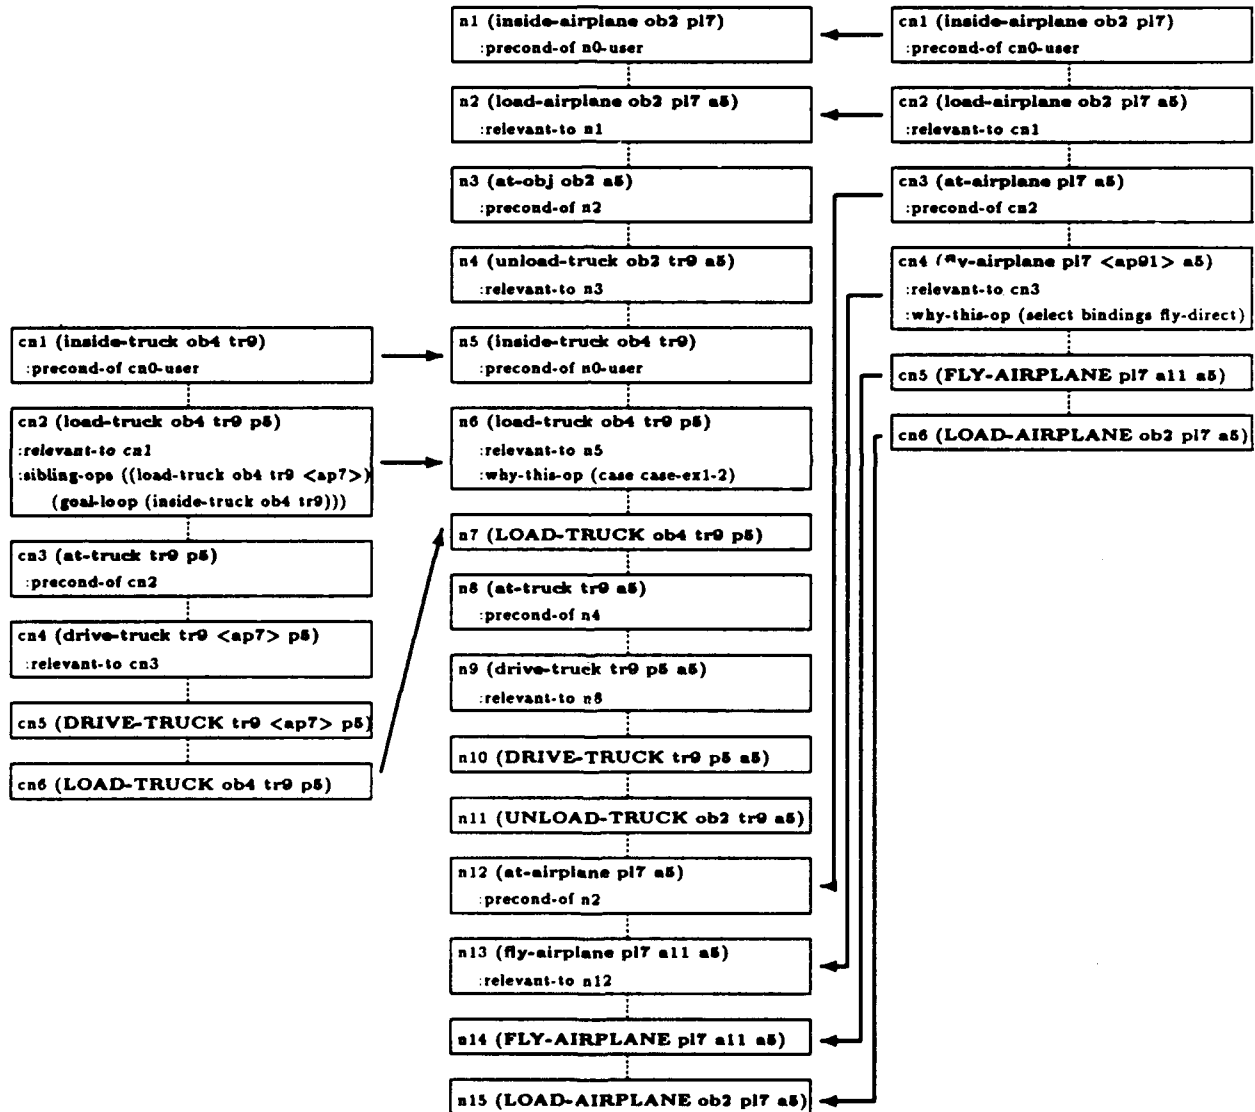 cn1 (inside-truck ob4 tr9)
:precond-of cn0-user
cn2 (load-truck ob4 tr9 p5)
:relevant-to cn1
:sibling-ops ((load-truck ob4 tr9 <ap7>)
(goal-loop (inside-truck ob4 tr9)))
cn3 (at-truck tr9 p5)
:precond-of cn2
cn4 (drive-truck tr9 <ap7> p5)
:relevant-to cn3
cn5 (DRIVE-TRUCK tr9 <ap7> p5)
cn6 (LOAD-TRUCK ob4 tr9 p5)
n1 (inside-airplane ob2 pl7)
:precond-of n0-user
n2 (load-airplane ob2 pl7 a5)
:relevant-to n1
n3 (at-obj ob2 a5)
:precond-of n2
n4 (unload-truck ob2 tr9 a5)
:relevant-to n3
n5 (inside-truck ob4 tr9)
:precond-of n0-user
n6 (load-truck ob4 tr9 p5)
:relevant-to n5
:why-this-op (case case-ex1-2)
n7 (LOAD-TRUCK ob4 tr9 p5)
n8 (at-truck tr9 a5)
:precond-of n4
n9 (drive-truck tr9 p5 a5)
:relevant-to n8
n10 (DRIVE-TRUCK tr9 p5 a5)
n11 (UNLOAD-TRUCK ob2 tr9 a5)
n12 (at-airplane pl7 a5)
:precond-of n2
n13 (fly-airplane pl7 a11 a5)
:relevant-to n12
n14 (FLY-AIRPLANE pl7 a11 a5)
n15 (LOAD-AIRPLANE ob2 pl7 a5)
cn1 (inside-airplane ob2 pl7)
:precond-of cn0-user
cn2 (load-airplane ob2 pl7 a5)
:relevant-to cn1
cn3 (at-airplane pl7 a5)
:precond-of cn2
cn4 (fly-airplane pl7 <ap91> a5)
:relevant-to cn3
:why-this-op (select bindings fly-direct)
cn5 (FLY-AIRPLANE pl7 a11 a5)
cn6 (LOAD-AIRPLANE ob2 pl7 a5)